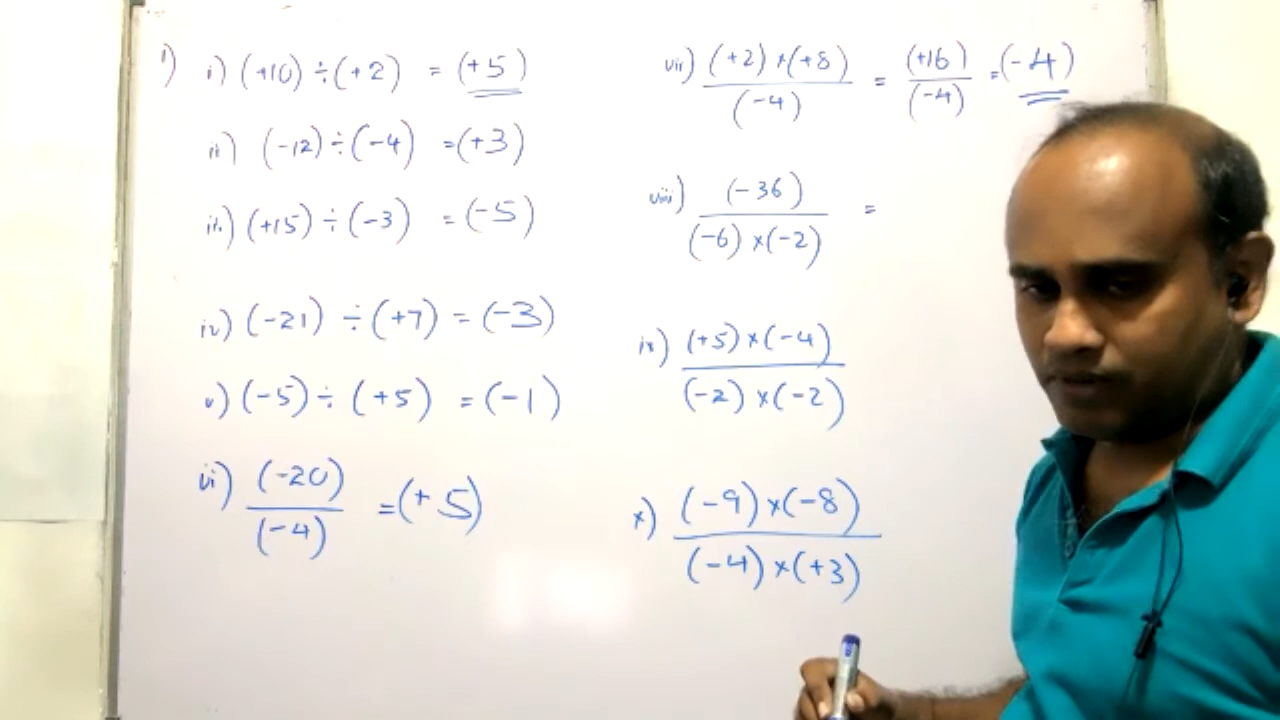 1) i) (+10) ÷ (+2) = (+5)
ii) (-12) ÷ (-4) = (+3)
iii) (+15) ÷ (-3) = (-5)
iv) (-21) ÷ (+7) = (-3)
v) (-5) ÷ (+5) = (-1)
vi) (-20)
(-4)
= (+5)
vii) (+2) × (+8)
(-4)
= (+16)
(-4)
= (-4)
viii) (-36)
(-6) × (-2)
=
ix) (+5) × (-4)
(-2) × (-2)
x) (-9) × (-8)
(-4) × (+3)